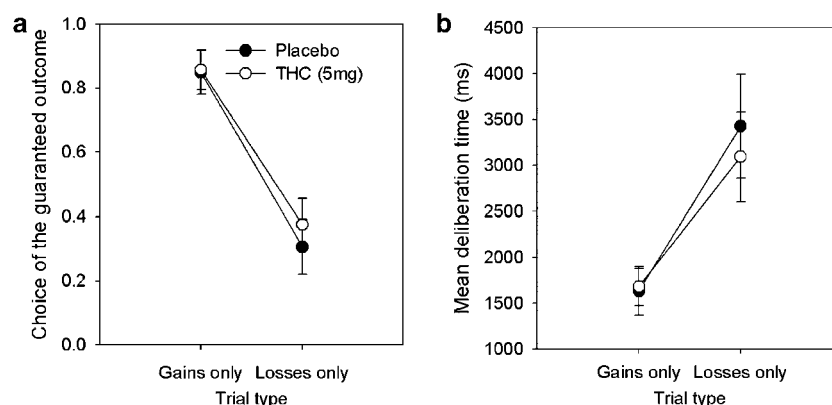 a
Choice of the guaranteed outcome
1.0
0.8
0.6
0.4
0.2
0.0
Placebo
THC (5mg)
Gains only Losses only
Trial type
b
Mean deliberation time (ms)
4500
4000
3500
3000
2500
2000
1500
1000
Gains only Losses only
Trial type